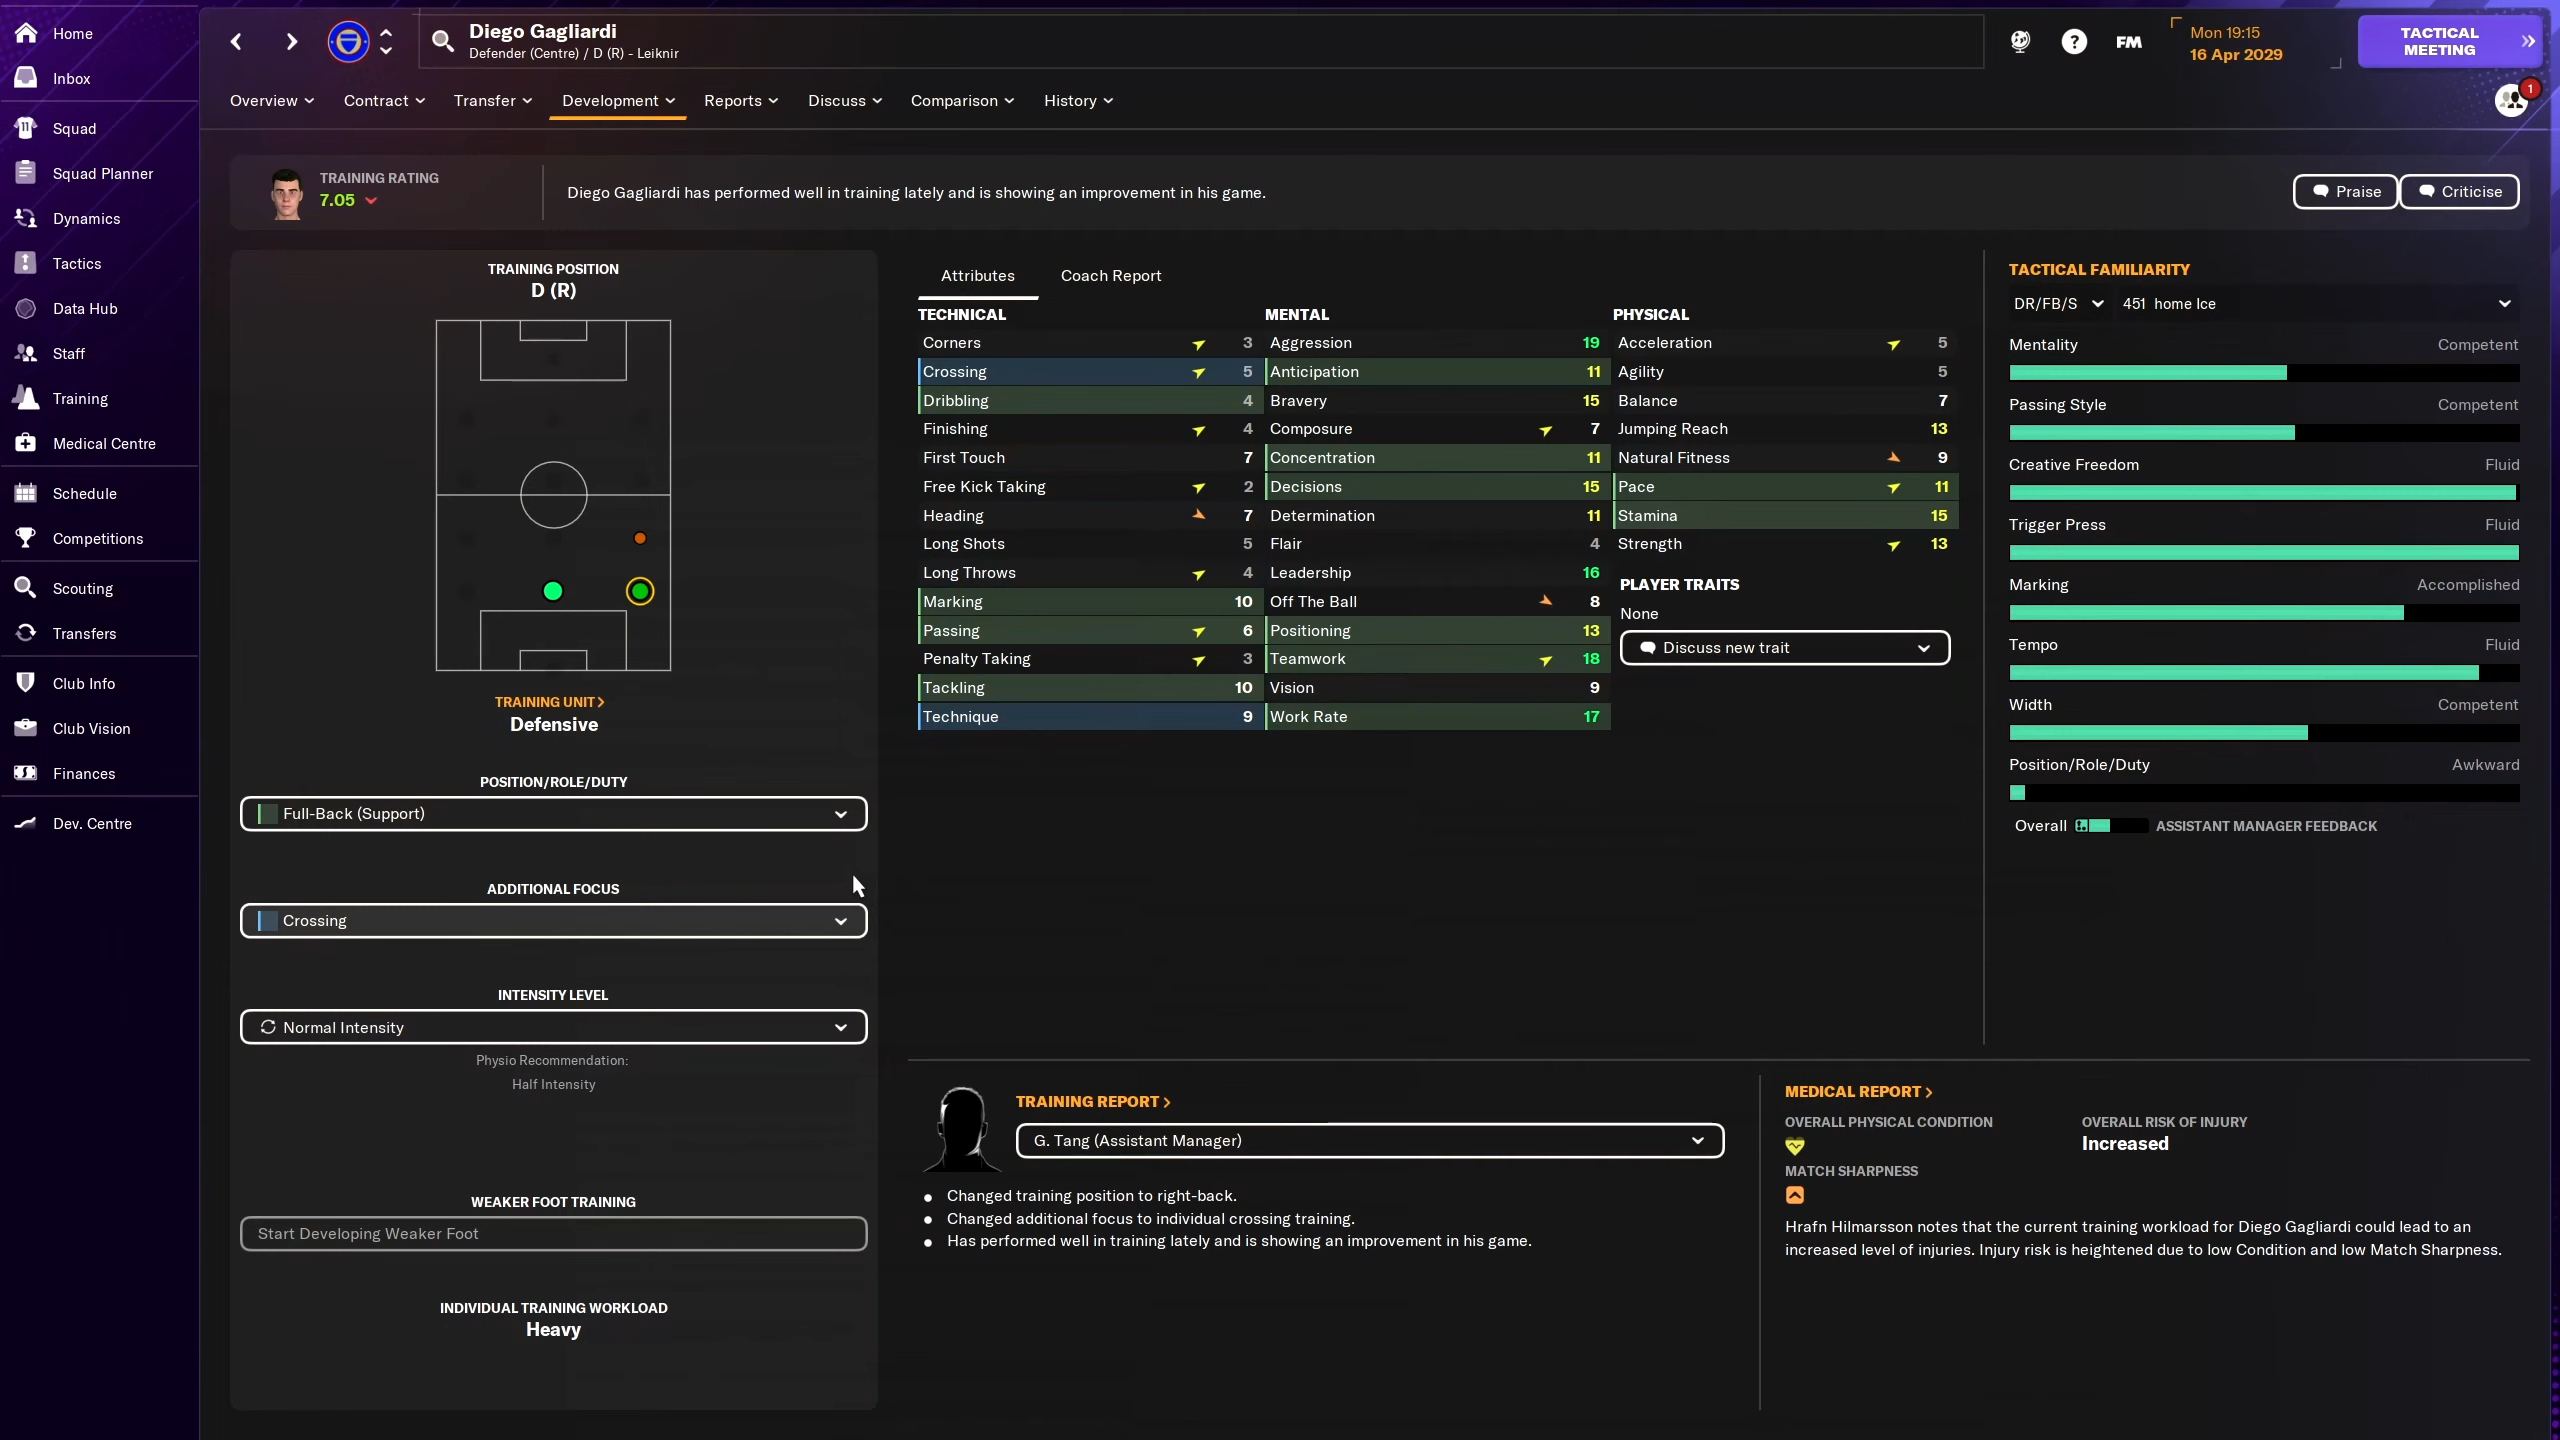 Home
Inbox
Squad
Squad Planner
Dynamics
Tactics
Data Hub
Staff
Training
Medical Centre
Schedule
Competitions
Scouting
Transfers
Club Info
Club Vision
Finances
Dev. Centre
Diego Gagliardi
Defender (Centre) / D (R) - Leiknir
?
FM
Mon 19:15
16 Apr 2029
TACTICAL
MEETING
1
Overview
Contract
Transfer
Development
Reports
Discuss
Comparison
History
TRAINING RATING
7.05
Diego Gagliardi has performed well in training lately and is showing an improvement in his game.
Praise
Criticise
TRAINING POSITION
D (R)
TRAINING UNIT
Defensive
POSITION/ROLE/DUTY
Full-Back (Support)
ADDITIONAL FOCUS
Crossing
INTENSITY LEVEL
Normal Intensity
Physio Recommendation:
Half Intensity
WEAKER FOOT TRAINING
Start Developing Weaker Foot
INDIVIDUAL TRAINING WORKLOAD
Heavy
Attributes
Coach Report
TECHNICAL
Corners 3
Crossing 5
Dribbling 4
Finishing 4
First Touch 7
Free Kick Taking 2
Heading 7
Long Shots 5
Long Throws 4
Marking 10
Passing 6
Penalty Taking 3
Tackling 10
Technique 9
MENTAL
Aggression 19
Anticipation 11
Bravery 15
Composure 7
Concentration 11
Decisions 15
Determination 11
Flair 4
Leadership 16
Off The Ball 8
Positioning 13
Teamwork 18
Vision 9
Work Rate 17
PHYSICAL
Acceleration 5
Agility 5
Balance 7
Jumping Reach 13
Natural Fitness 9
Pace 11
Stamina 15
Strength 13
PLAYER TRAITS
None
Discuss new trait
TACTICAL FAMILIARITY
DR/FB/S
451 home Ice
Mentality Competent
Passing Style Competent
Creative Freedom Fluid
Trigger Press Fluid
Marking Accomplished
Tempo Fluid
Width Competent
Position/Role/Duty Awkward
Overall
ASSISTANT MANAGER FEEDBACK
TRAINING REPORT
G. Tang (Assistant Manager)
Changed training position to right-back.
Changed additional focus to individual crossing training.
Has performed well in training lately and is showing an improvement in his game.
MEDICAL REPORT
OVERALL PHYSICAL CONDITION
OVERALL RISK OF INJURY
Increased
MATCH SHARPNESS
Hrafn Hilmarsson notes that the current training workload for Diego Gagliardi could lead to an
increased level of injuries. Injury risk is heightened due to low Condition and low Match Sharpness.